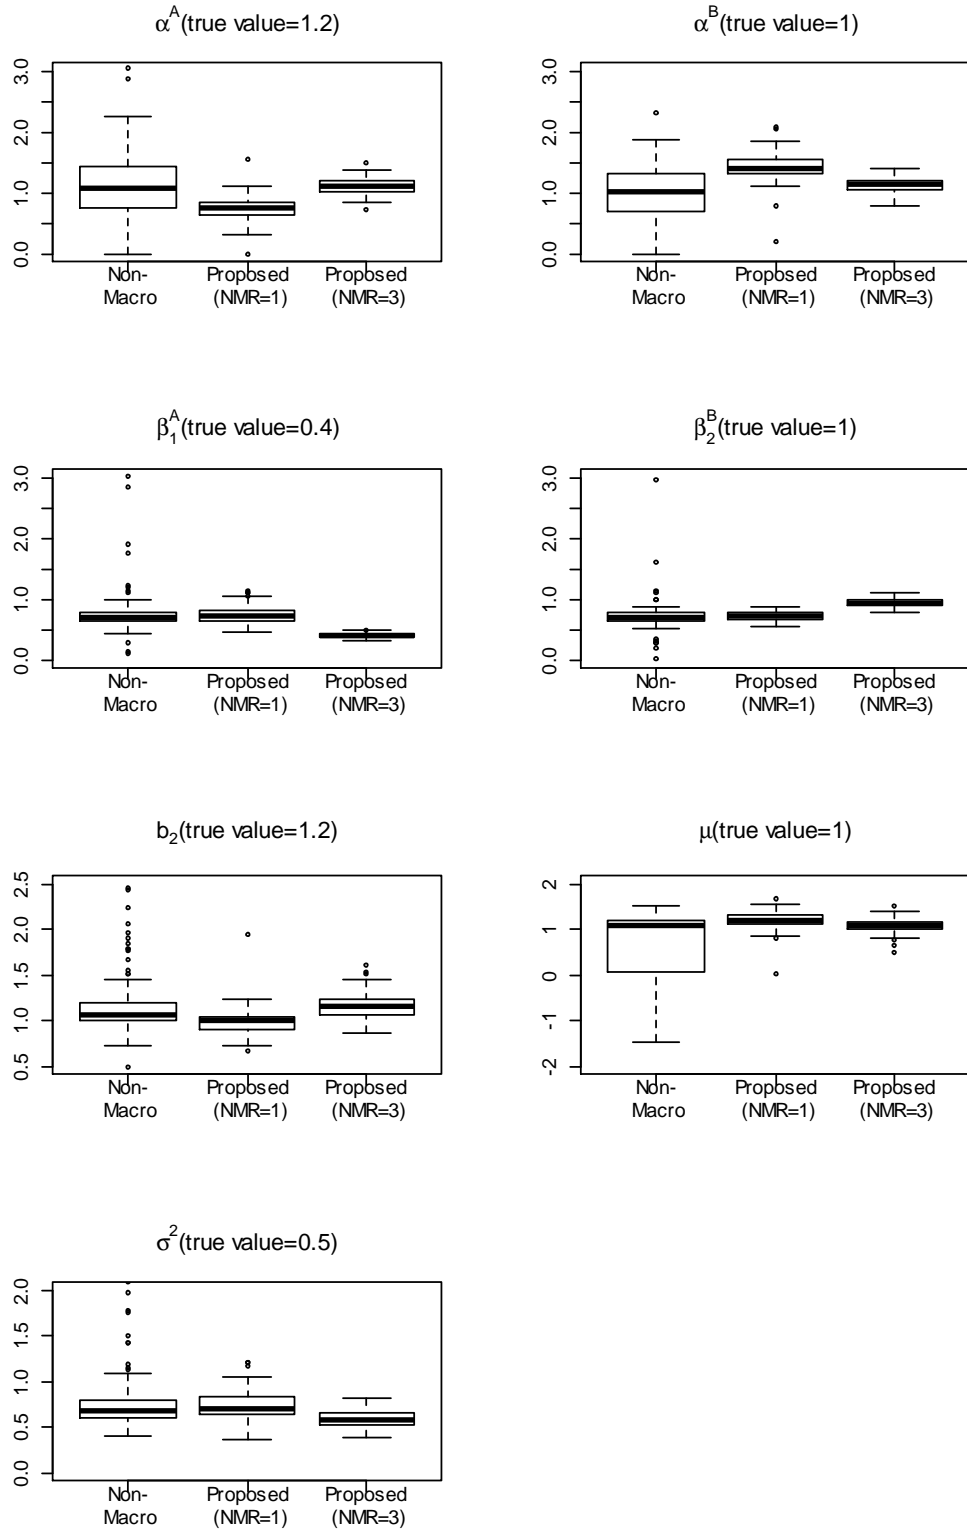 α^A(true value=1.2)
3.0
2.0
1.0
0.0
Non-Macro
Proposed (NMR=1)
Proposed (NMR=3)
α^B(true value=1)
3.0
2.0
1.0
0.0
Non-Macro
Proposed (NMR=1)
Proposed (NMR=3)
β_1^A(true value=0.4)
3.0
2.0
1.0
0.0
Non-Macro
Proposed (NMR=1)
Proposed (NMR=3)
β_2^B(true value=1)
3.0
2.0
1.0
0.0
Non-Macro
Proposed (NMR=1)
Proposed (NMR=3)
b_2(true value=1.2)
2.5
2.0
1.5
1.0
0.5
Non-Macro
Proposed (NMR=1)
Proposed (NMR=3)
μ(true value=1)
2
1
0
-1
-2
Non-Macro
Proposed (NMR=1)
Proposed (NMR=3)
σ^2(true value=0.5)
2.0
1.5
1.0
0.5
0.0
Non-Macro
Proposed (NMR=1)
Proposed (NMR=3)